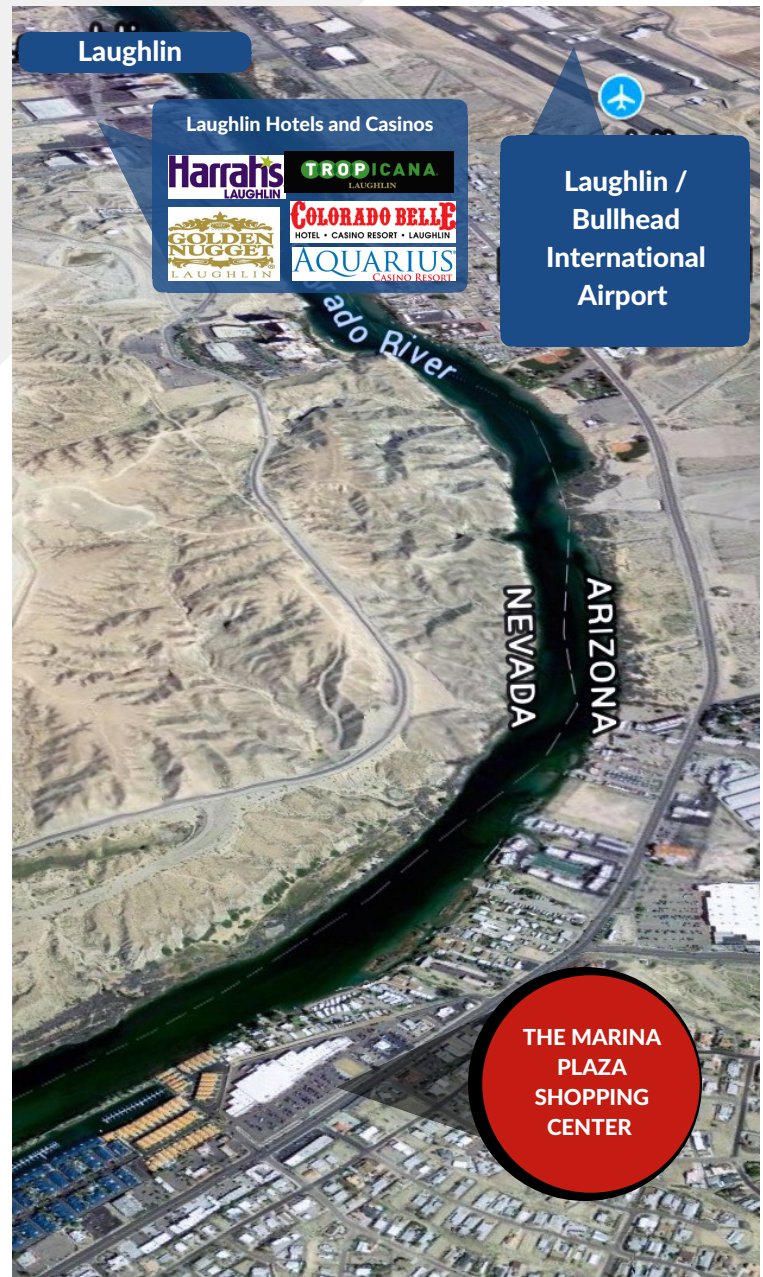 Laughlin
Laughlin Hotels and Casinos
Harrah's
LAUGHLIN
TROPICANA
LAUGHLIN
GOLDEN
NUGGET
LAUGHLIN
COLORADO BELLE
HOTEL • CASINO RESORT • LAUGHLIN
AQUARIUS
CASINO RESORT
Laughlin /
Bullhead
International
Airport
rado River
NEVADA
ARIZONA
THE MARINA
PLAZA
SHOPPING
CENTER